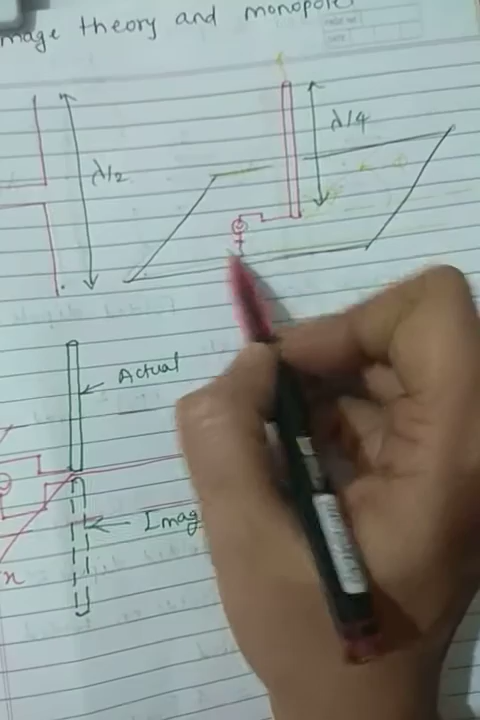 mage theory and monopole
λ/2
λ/4
Actual
Imag
x